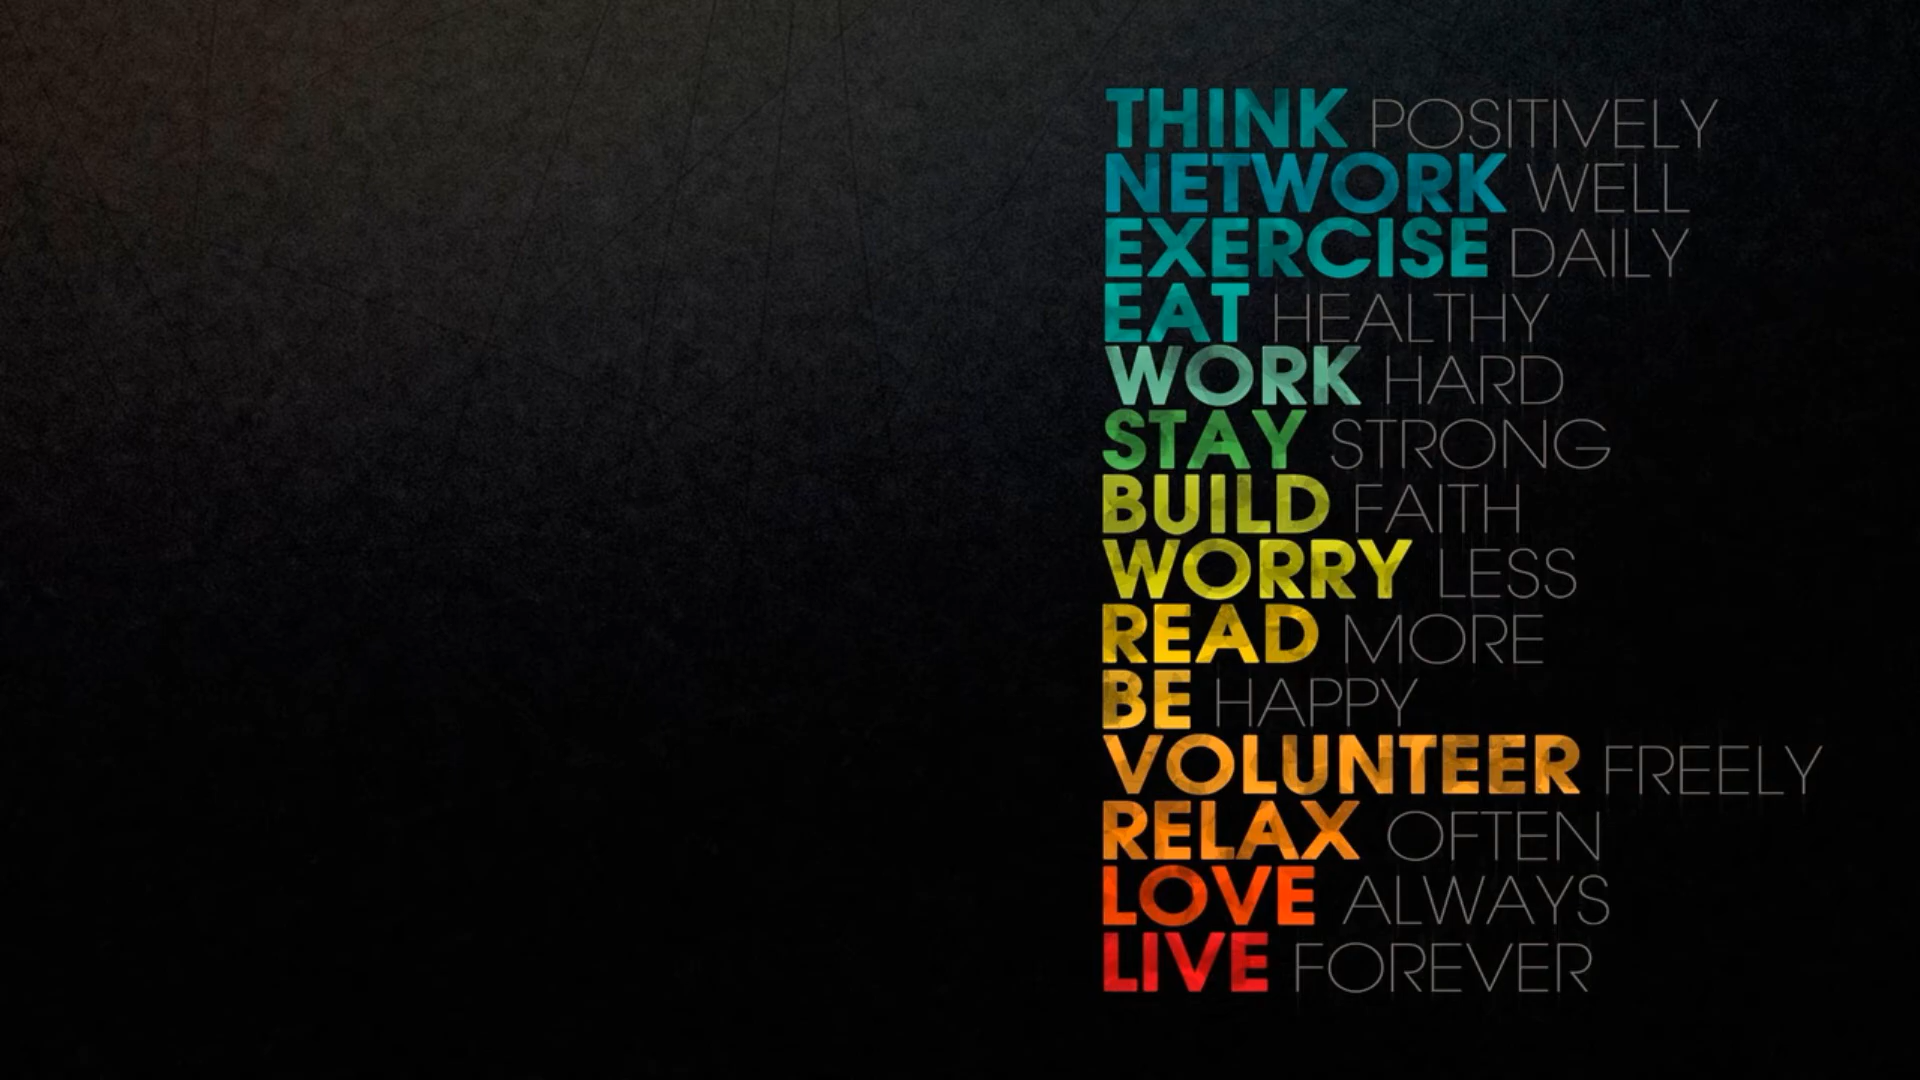 THINK POSITIVELY
NETWORK WELL
EXERCISE DAILY
EAT HEALTHY
WORK HARD
STAY STRONG
BUILD FAITH
WORRY LESS
READ MORE
BE HAPPY
VOLUNTEER FREELY
RELAX OFTEN
LOVE ALWAYS
LIVE FOREVER